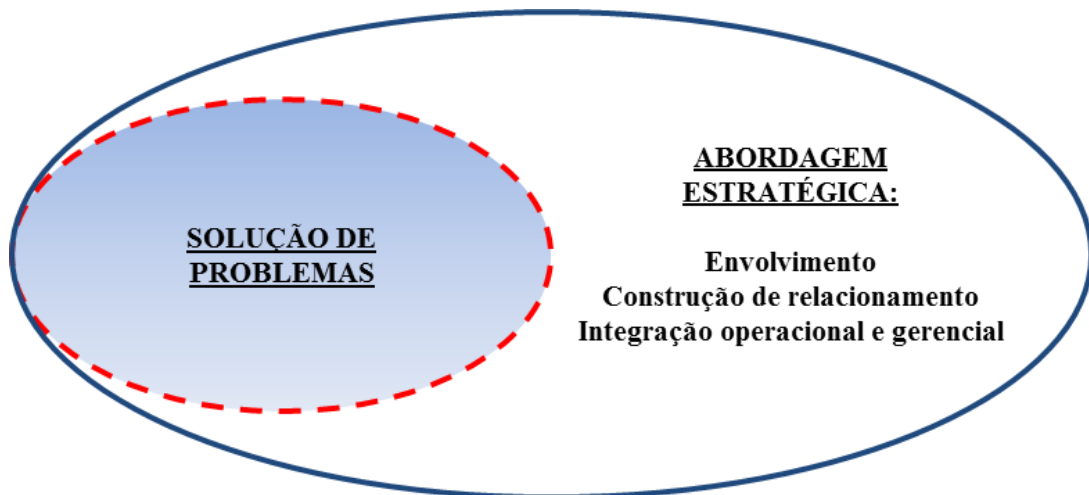 SOLUÇÃO DE
PROBLEMAS
ABORDAGEM
ESTRATÉGICA:
Envolvimento
Construção de relacionamento
Integração operacional e gerencial